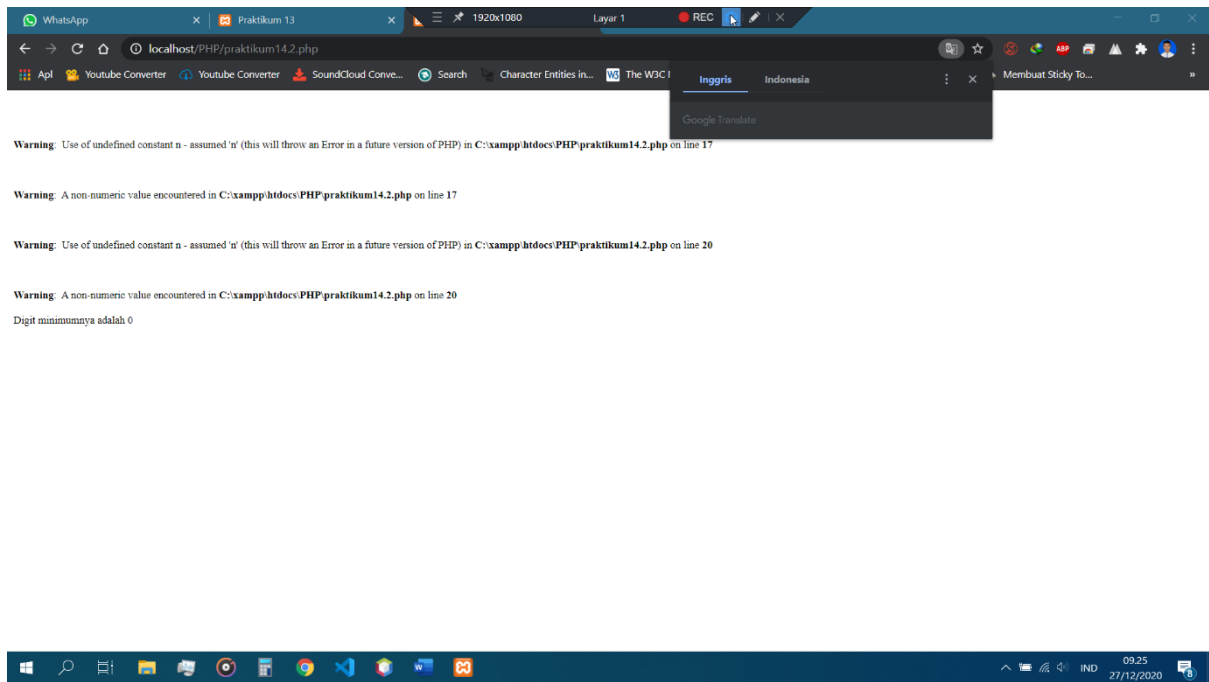 WhatsApp
Praktikum 13
1920x1080
Layar 1
REC
localhost/PHP/praktikum14.2.php
ABP
Apl
Youtube Converter
Youtube Converter
SoundCloud Conve...
Search
Character Entities in...
The W3C
Membuat Sticky To...
»
Inggris
Indonesia
Google Translate
Warning: Use of undefined constant n - assumed 'n' (this will throw an Error in a future version of PHP) in C:\xampp\htdocs\PHP\praktikum14.2.php on line 17
Warning: A non-numeric value encountered in C:\xampp\htdocs\PHP\praktikum14.2.php on line 17
Warning: Use of undefined constant n - assumed 'n' (this will throw an Error in a future version of PHP) in C:\xampp\htdocs\PHP\praktikum14.2.php on line 20
Warning: A non-numeric value encountered in C:\xampp\htdocs\PHP\praktikum14.2.php on line 20
Digit minimumnya adalah 0
IND
09.25
27/12/2020
8